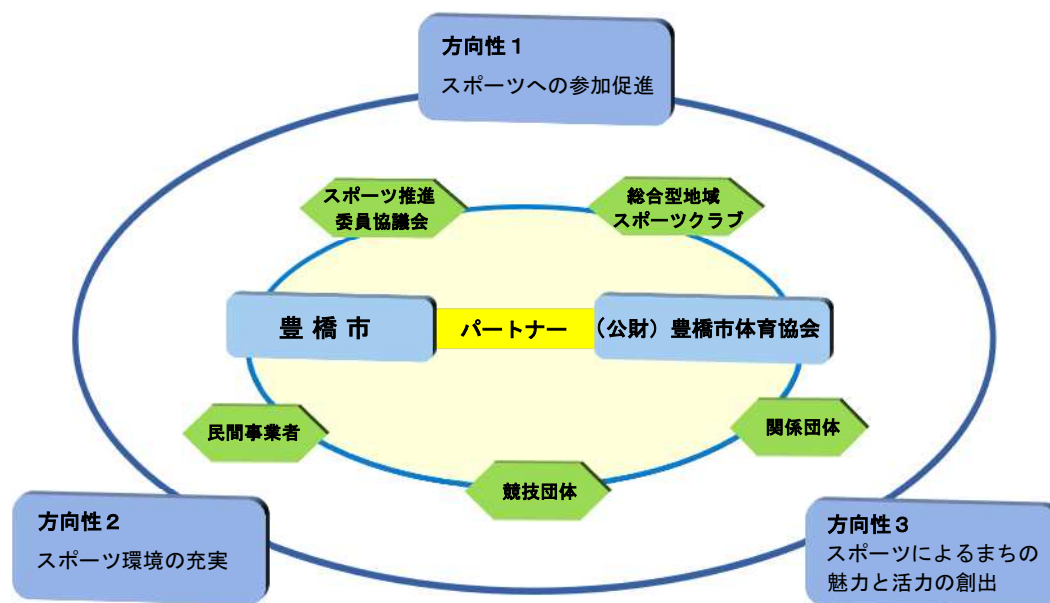 方向性1
スポーツへの参加促進
スポーツ推進
委員協議会
総合型地域
スポーツクラブ
豊橋市
パートナー
(公財)豊橋市体育協会
民間事業者
関係団体
競技団体
方向性2
スポーツ環境の充実
方向性3
スポーツによるまちの
魅力と活力の創出